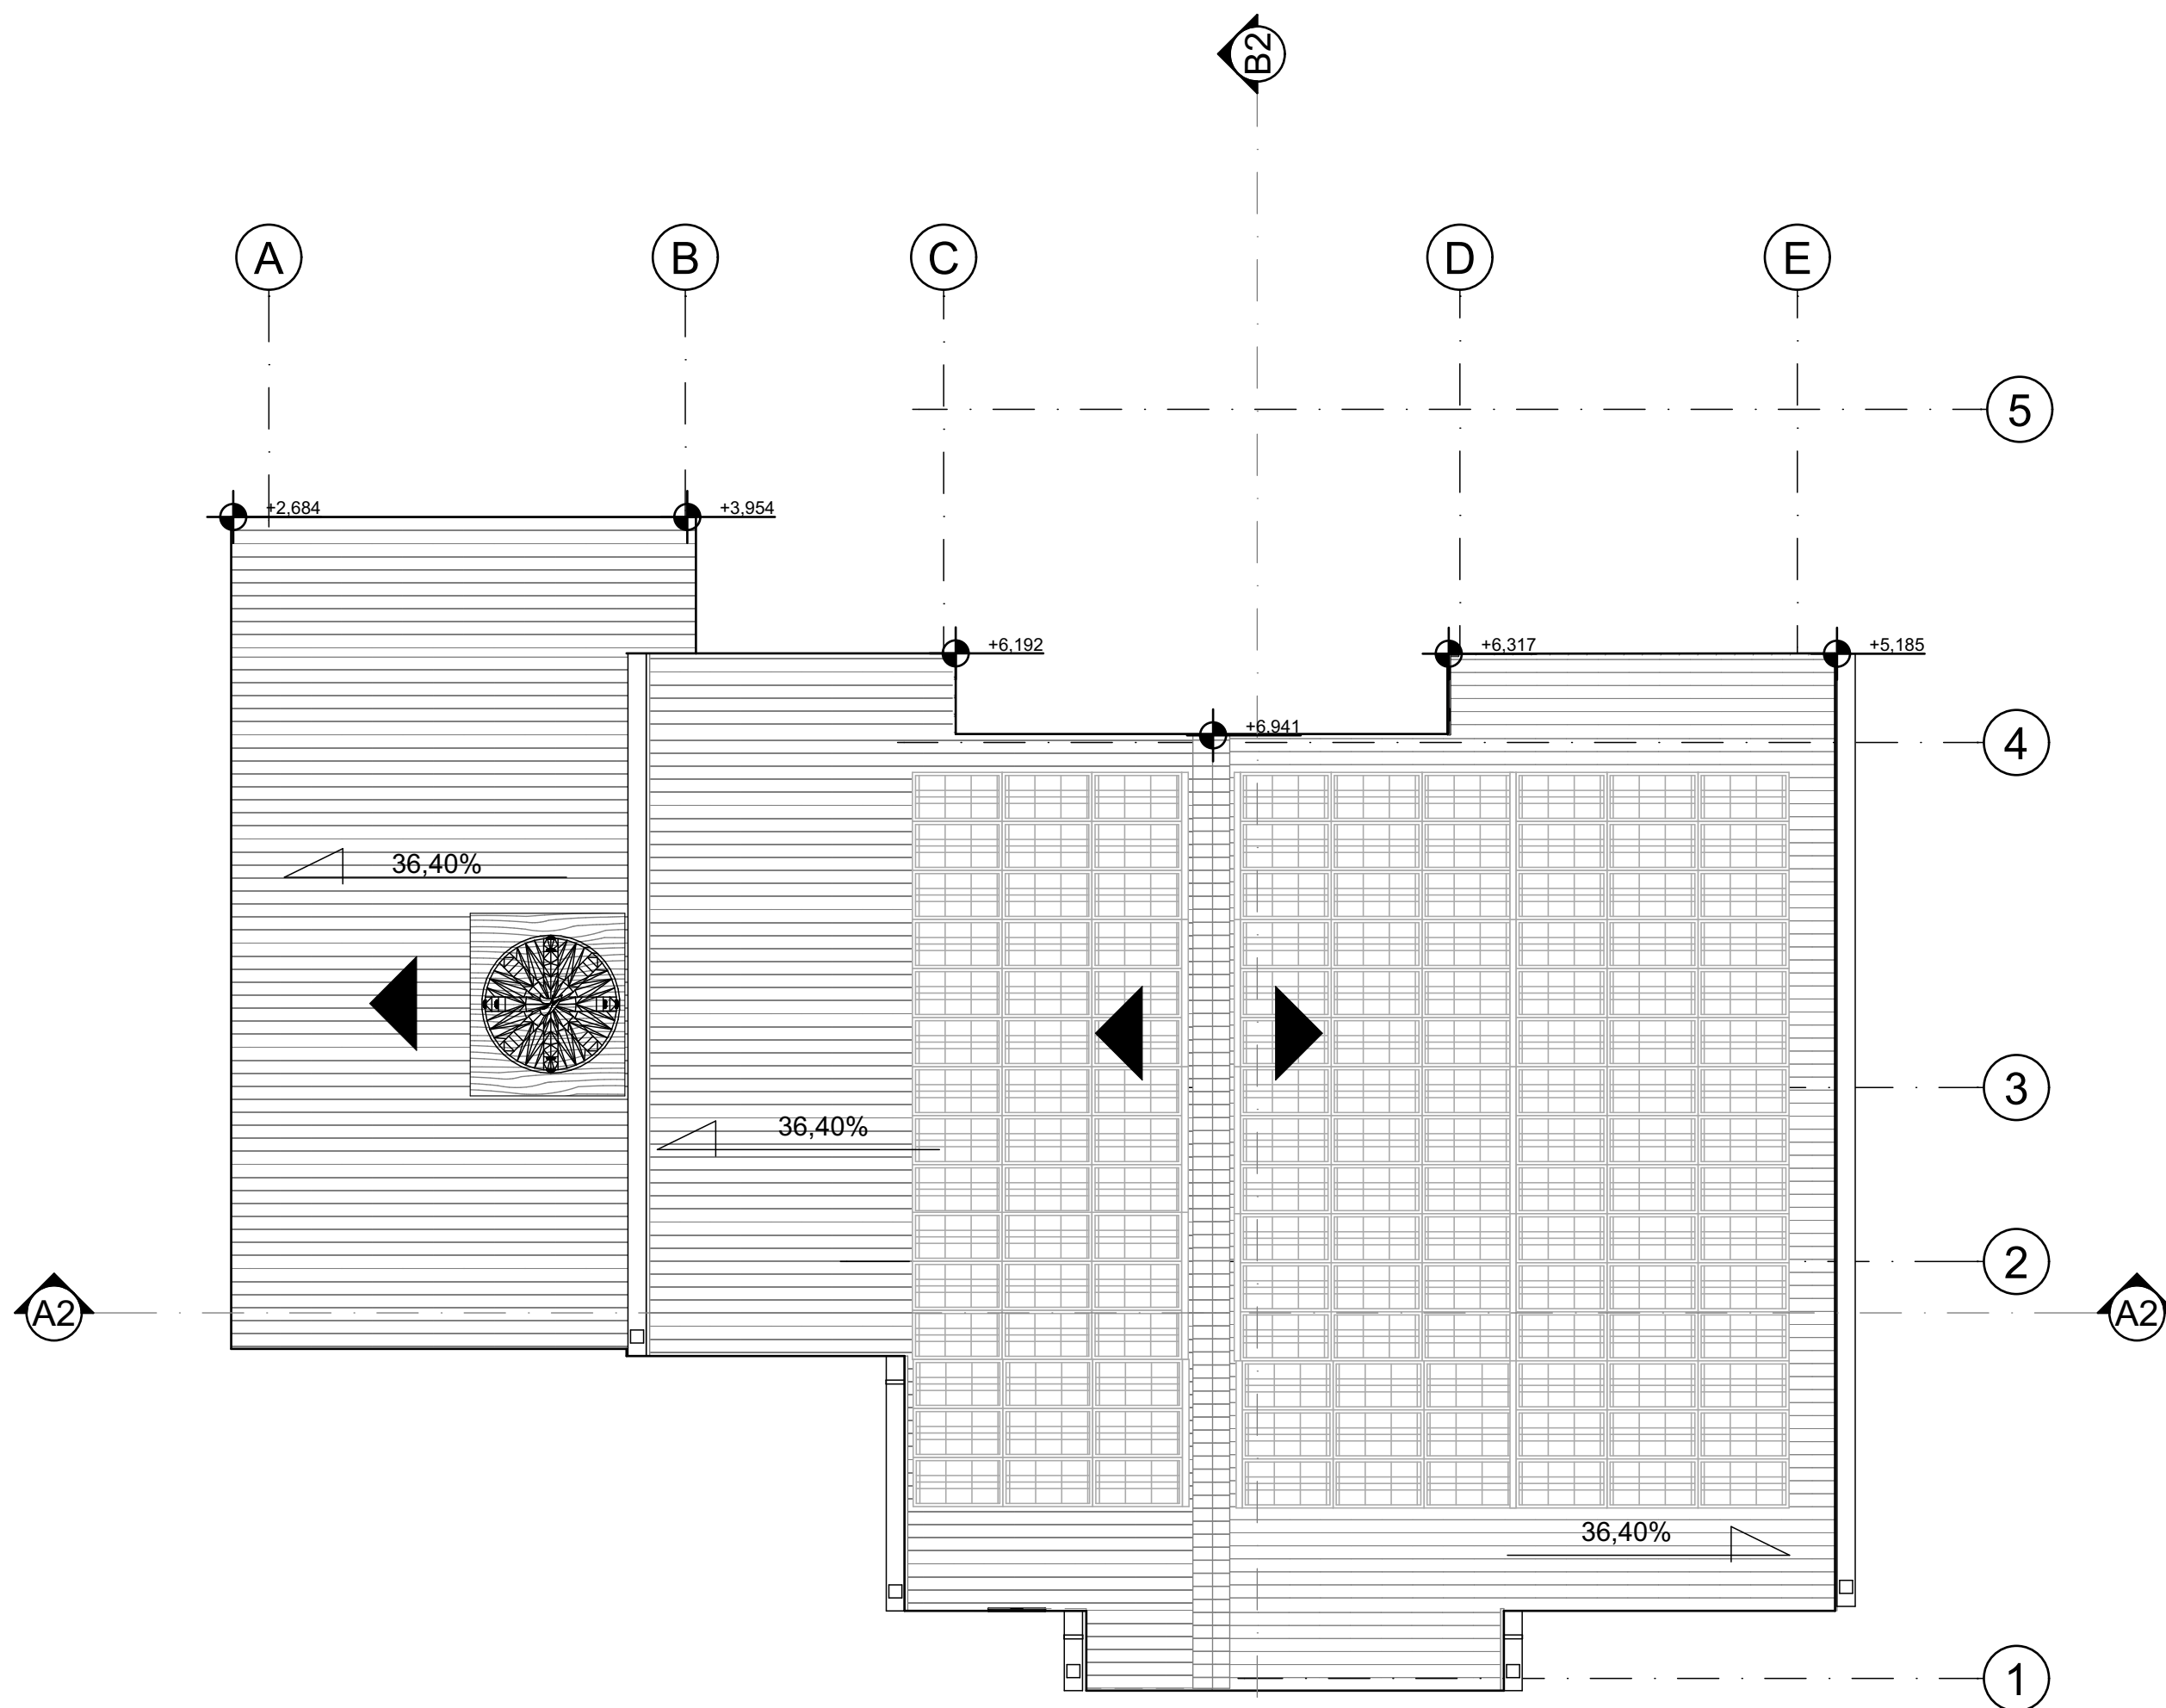 B2
A
B
C
D
E
5
+2,684
+3,954
+6,192
+6,317
+5,185
+6,941
4
36,40%
3
36,40%
2
A2
A2
36,40%
1